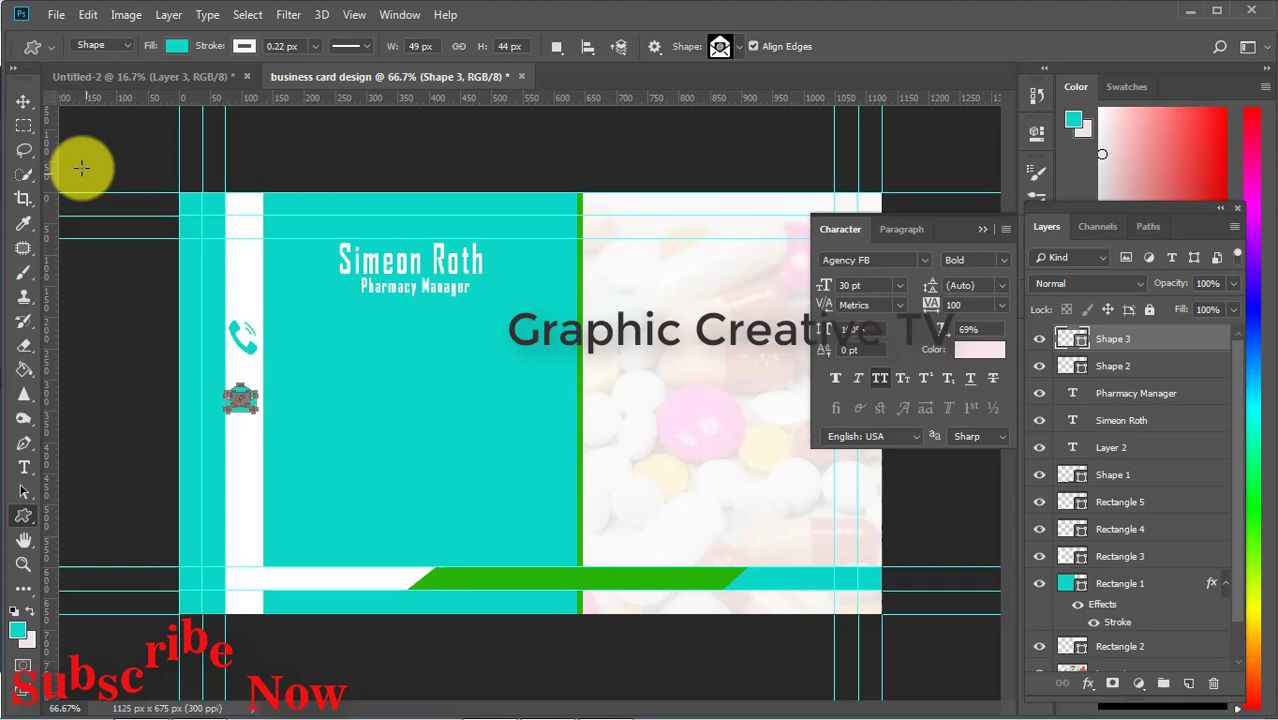 Ps File Edit Image Layer Type Select Filter 3D View Window Help
Shape Fill: Stroke: 0.22 px W: 49 px H: 44 px Shape: Align Edges
Untitled-2 @ 16.7% (Layer 3, RGB/8) * × business card design @ 66.7% (Shape 3, RGB/8) * ×
Color Swatches
Simeon Roth
Pharmacy Manager
Graphic Creative TV
Character Paragraph
Agency FB Bold
30 pt (Auto)
Metrics 100
69%
0 pt Color:
English: USA Sharp
Layers Channels Paths
Kind
Normal Opacity: 100%
Lock: Fill: 100%
Shape 3
Shape 2
Pharmacy Manager
Simeon Roth
Layer 2
Shape 1
Rectangle 5
Rectangle 4
Rectangle 3
Rectangle 1 fx
Effects
Stroke
Rectangle 2
Subscribe
Now
66.67% 1125 px x 675 px (300 ppi)